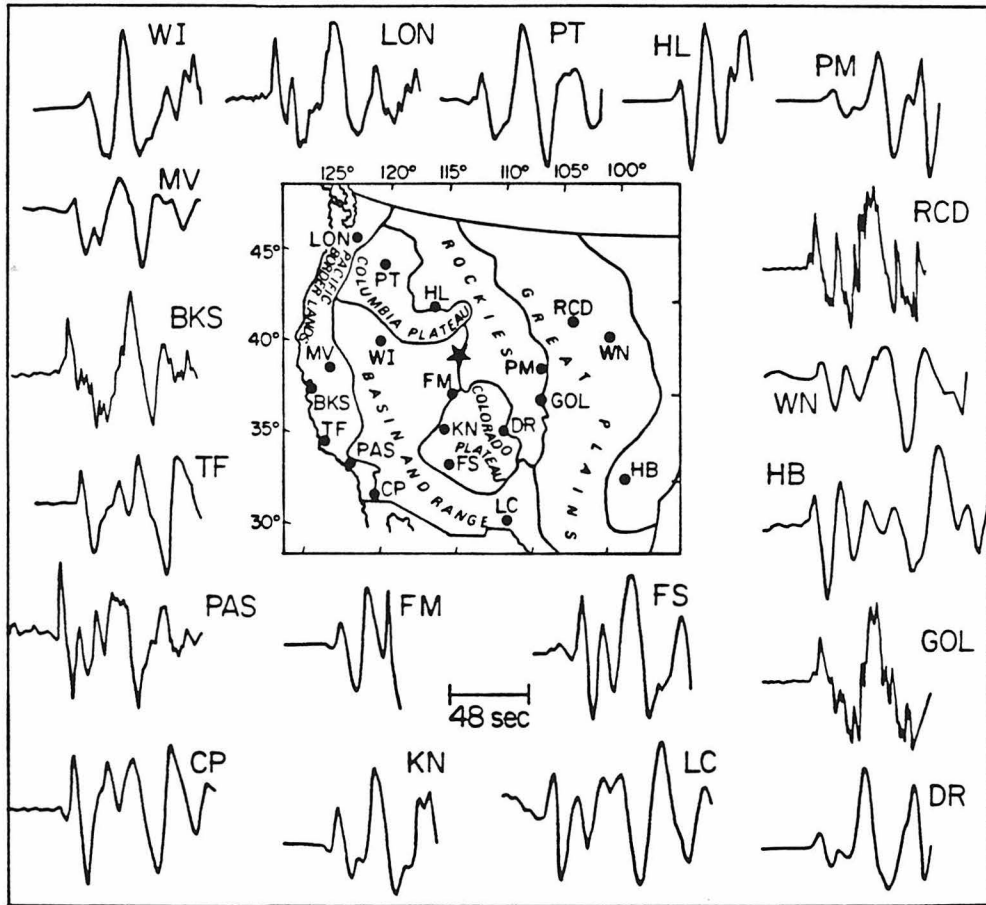 WI
LON
PT
HL
PM
MV
RCD
BKS
WN
TF
HB
PAS
FM
FS
GOL
48 sec
CP
KN
LC
DR
125° 120° 115° 110° 105° 100°
45°
40°
35°
30°
LON
PT
HL
RCD
WN
MV
WI
PM
FM
GOL
BKS
KN
DR
TF
FS
PAS
HB
CP
LC
PACIFIC
BORDER LANDS
COLUMBIA PLATEAU
ROCKIES
GREAT PLAINS
BASIN AND RANGE
COLORADO
PLATEAU